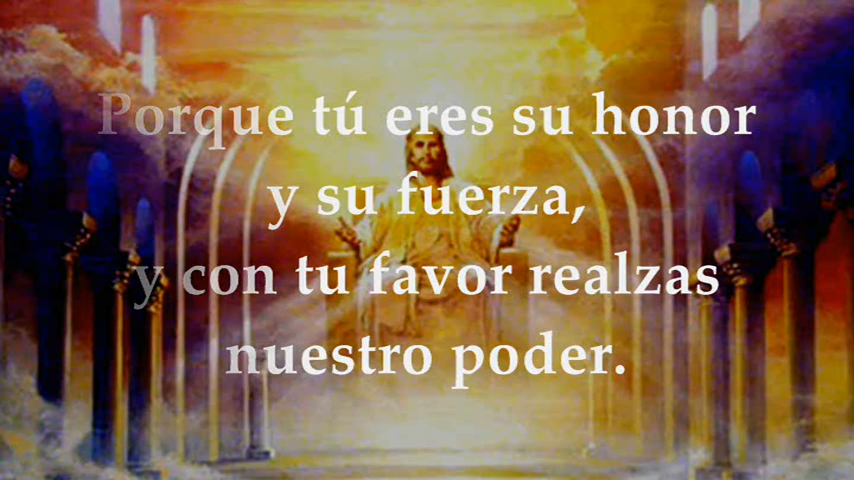 Porque tú eres su honor
y su fuerza,
y con tu favor realzas
nuestro poder.